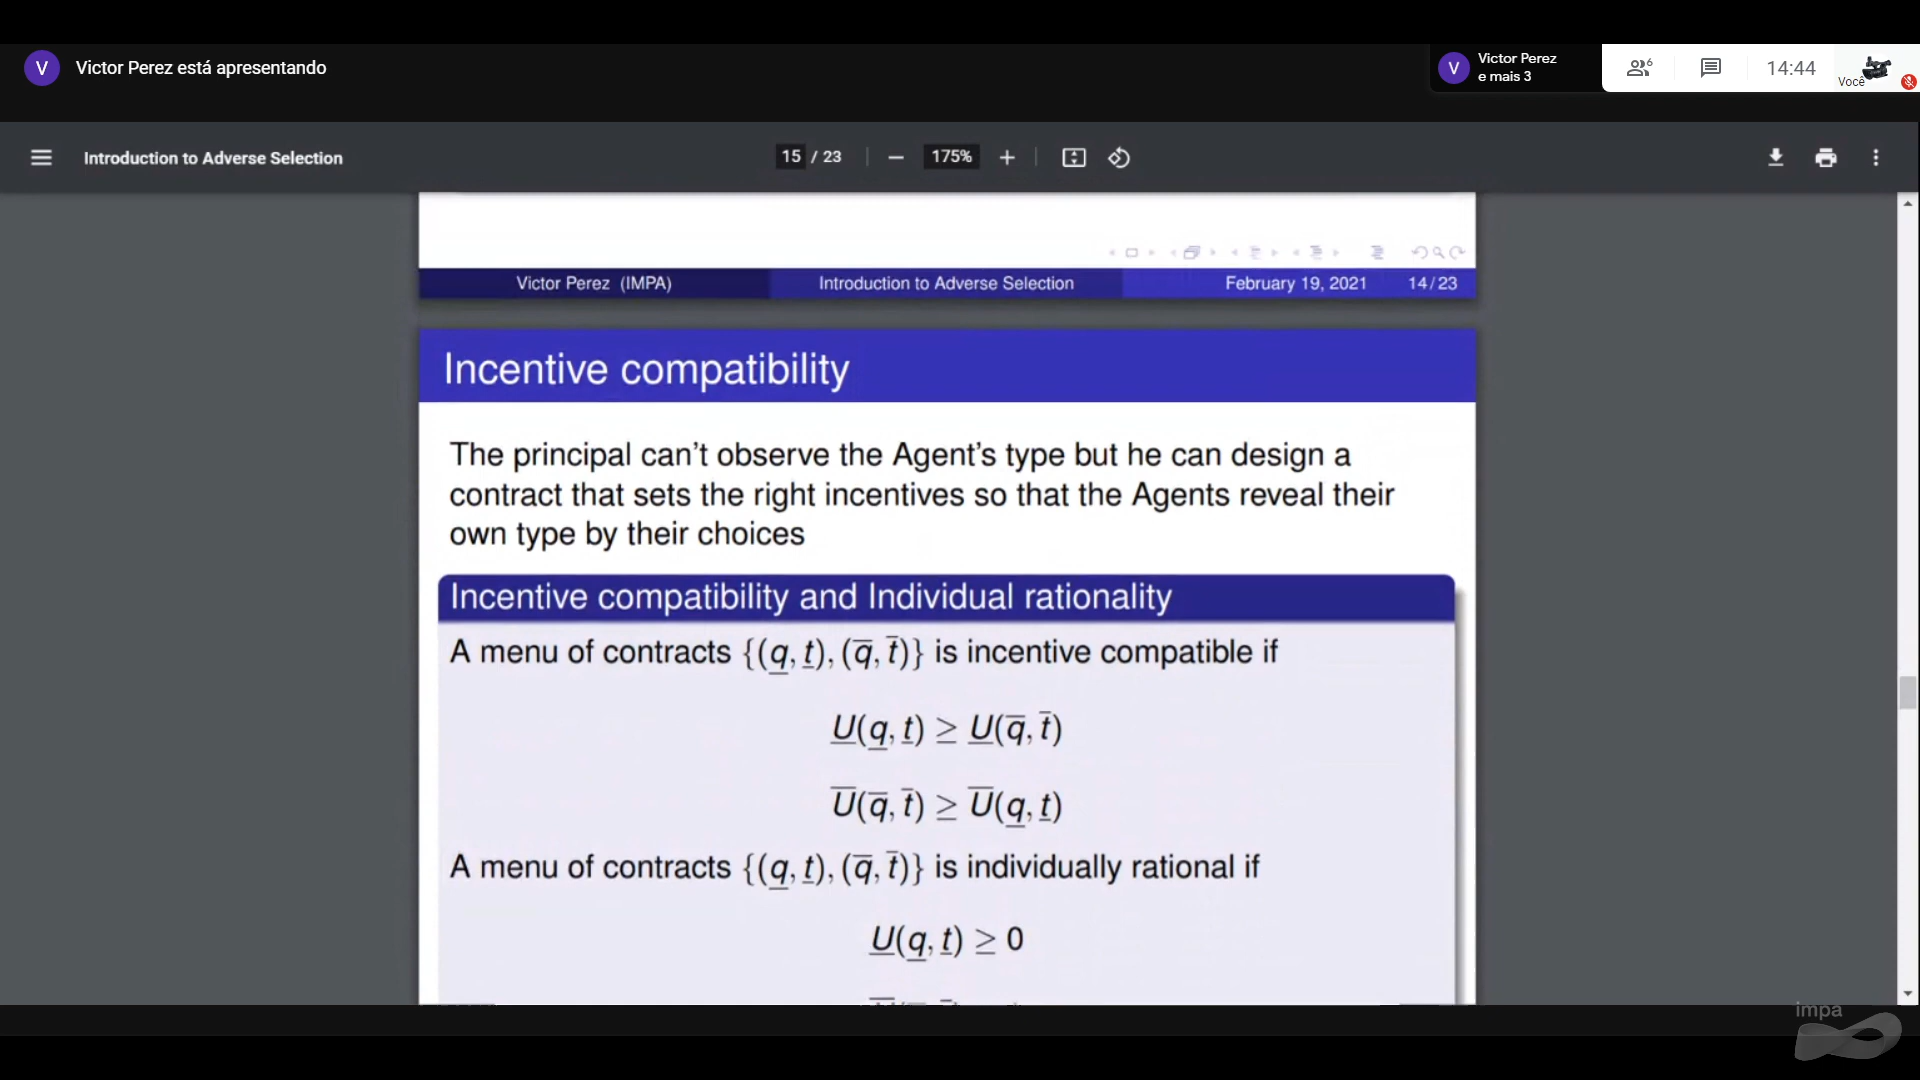 V Victor Perez está apresentando
V Victor Perez
e mais 3
6
14:44
Você
Introduction to Adverse Selection
15 / 23
175%
Victor Perez (IMPA) Introduction to Adverse Selection February 19, 2021 14/23
Incentive compatibility
The principal can't observe the Agent's type but he can design a
contract that sets the right incentives so that the Agents reveal their
own type by their choices
Incentive compatibility and Individual rationality
A menu of contracts {(q̲, t̲), (q̅, t̅)} is incentive compatible if
U̲(q̲, t̲) ≥ U̲(q̅, t̅)
U̅(q̅, t̅) ≥ U̅(q̲, t̲)
A menu of contracts {(q̲, t̲), (q̅, t̅)} is individually rational if
U̲(q̲, t̲) ≥ 0
impa